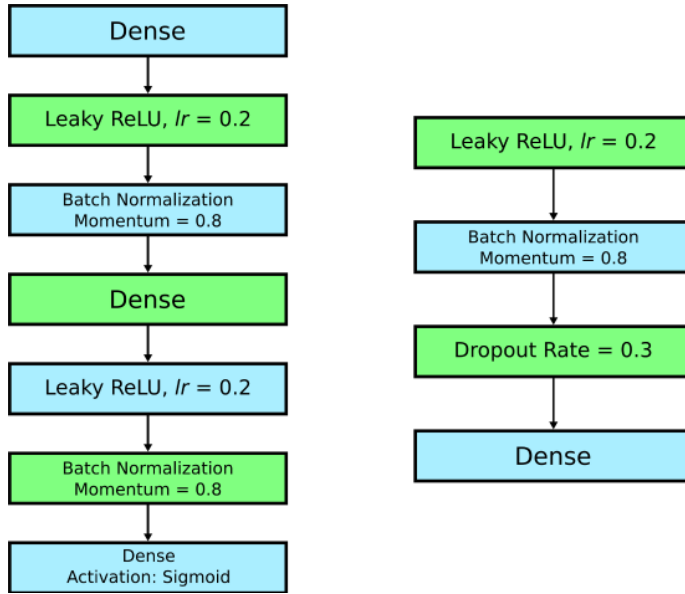 Dense
Leaky ReLU, lr = 0.2
Batch Normalization
Momentum = 0.8
Dense
Leaky ReLU, lr = 0.2
Batch Normalization
Momentum = 0.8
Dense
Activation: Sigmoid
Leaky ReLU, lr = 0.2
Batch Normalization
Momentum = 0.8
Dropout Rate = 0.3
Dense